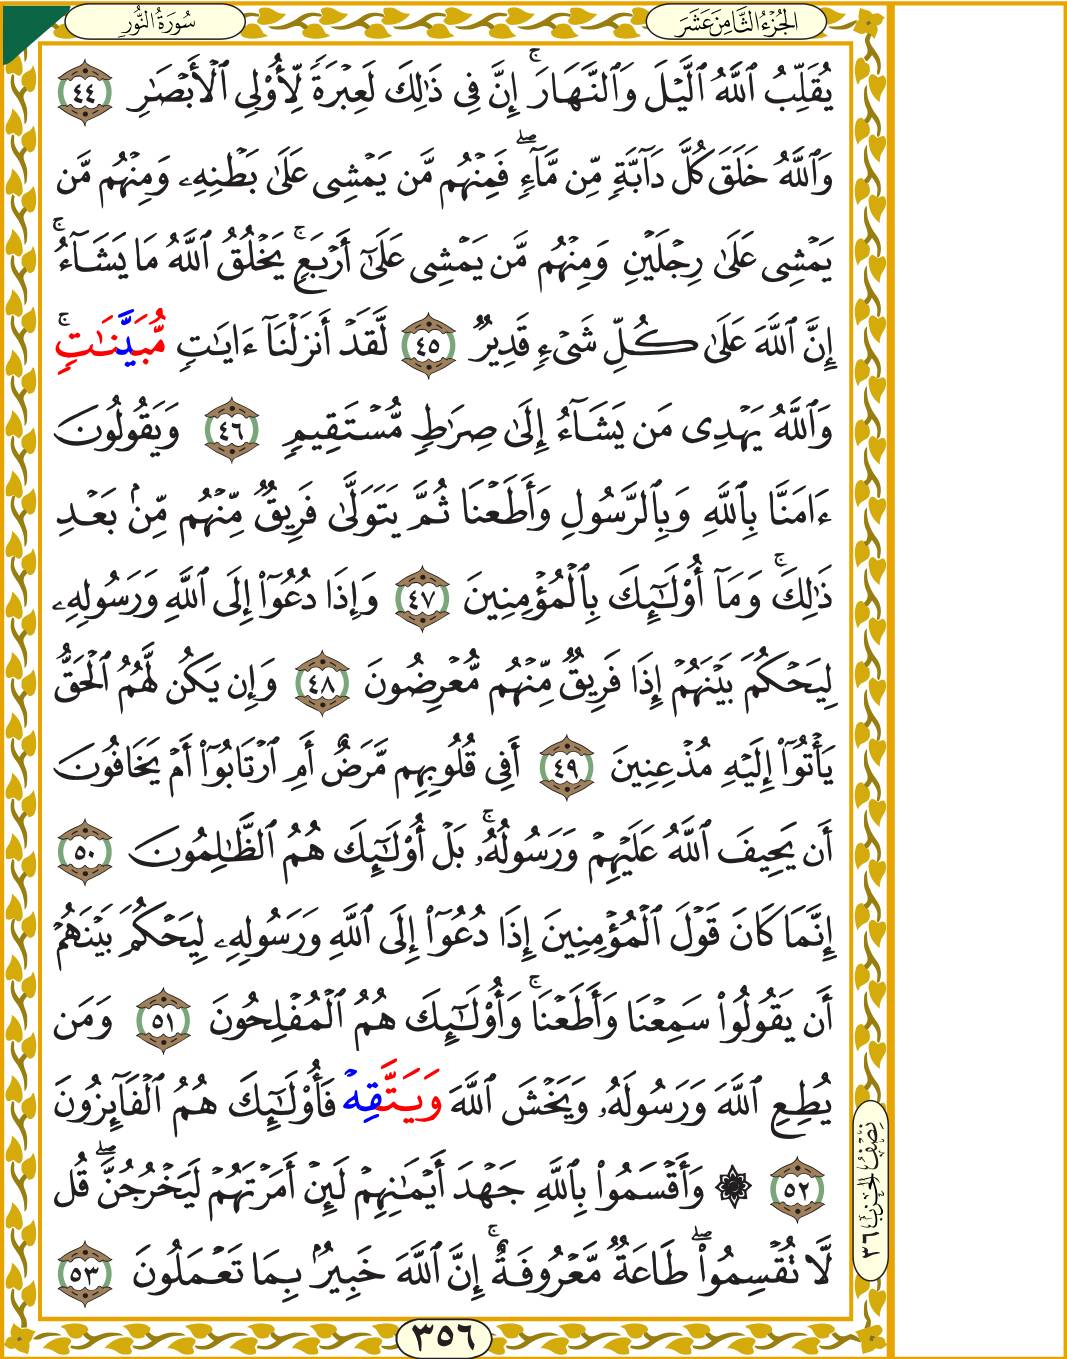 الجُزْءُ الثَّامِنَ عَشَرَ
سُورَةُ النُّورِ
يُقَلِّبُ ٱللَّهُ ٱلَّيْلَ وَٱلنَّهَارَ ۚ إِنَّ فِى ذَٰلِكَ لَعِبْرَةً لِّأُو۟لِى ٱلْأَبْصَٰرِ ٤٤
وَٱللَّهُ خَلَقَ كُلَّ دَآبَّةٍ مِّن مَّآءٍ ۖ فَمِنْهُم مَّن يَمْشِى عَلَىٰ بَطْنِهِۦ وَمِنْهُم مَّن
يَمْشِى عَلَىٰ رِجْلَيْنِ وَمِنْهُم مَّن يَمْشِى عَلَىٰٓ أَرْبَعٍ ۚ يَخْلُقُ ٱللَّهُ مَا يَشَآءُ ۚ
إِنَّ ٱللَّهَ عَلَىٰ كُلِّ شَىْءٍ قَدِيرٌ ٤٥ لَّقَدْ أَنزَلْنَآ ءَايَٰتٍ مُّبَيَّنَٰتٍ ۚ
وَٱللَّهُ يَهْدِى مَن يَشَآءُ إِلَىٰ صِرَٰطٍ مُّسْتَقِيمٍ ٤٦ وَيَقُولُونَ
ءَامَنَّا بِٱللَّهِ وَبِٱلرَّسُولِ وَأَطَعْنَا ثُمَّ يَتَوَلَّىٰ فَرِيقٌ مِّنْهُم مِّنۢ بَعْدِ
ذَٰلِكَ ۚ وَمَآ أُو۟لَٰٓئِكَ بِٱلْمُؤْمِنِينَ ٤٧ وَإِذَا دُعُوٓا۟ إِلَى ٱللَّهِ وَرَسُولِهِۦ
لِيَحْكُمَ بَيْنَهُمْ إِذَا فَرِيقٌ مِّنْهُم مُّعْرِضُونَ ٤٨ وَإِن يَكُن لَّهُمُ ٱلْحَقُّ
يَأْتُوٓا۟ إِلَيْهِ مُذْعِنِينَ ٤٩ أَفِى قُلُوبِهِم مَّرَضٌ أَمِ ٱرْتَابُوٓا۟ أَمْ يَخَافُونَ
أَن يَحِيفَ ٱللَّهُ عَلَيْهِمْ وَرَسُولُهُۥ ۚ بَلْ أُو۟لَٰٓئِكَ هُمُ ٱلظَّٰلِمُونَ ٥٠
إِنَّمَا كَانَ قَوْلَ ٱلْمُؤْمِنِينَ إِذَا دُعُوٓا۟ إِلَى ٱللَّهِ وَرَسُولِهِۦ لِيَحْكُمَ بَيْنَهُمْ
أَن يَقُولُوا۟ سَمِعْنَا وَأَطَعْنَا ۚ وَأُو۟لَٰٓئِكَ هُمُ ٱلْمُفْلِحُونَ ٥١ وَمَن
يُطِعِ ٱللَّهَ وَرَسُولَهُۥ وَيَخْشَ ٱللَّهَ وَيَتَّقِهْ فَأُو۟لَٰٓئِكَ هُمُ ٱلْفَآئِزُونَ
٥٢ ۞ وَأَقْسَمُوا۟ بِٱللَّهِ جَهْدَ أَيْمَٰنِهِمْ لَئِنْ أَمَرْتَهُمْ لَيَخْرُجُنَّ ۖ قُل
لَّا تُقْسِمُوا۟ ۖ طَاعَةٌ مَّعْرُوفَةٌ ۚ إِنَّ ٱللَّهَ خَبِيرٌۢ بِمَا تَعْمَلُونَ ٥٣
نِصْفُ الحِزْبِ ٣٦
٣٥٦